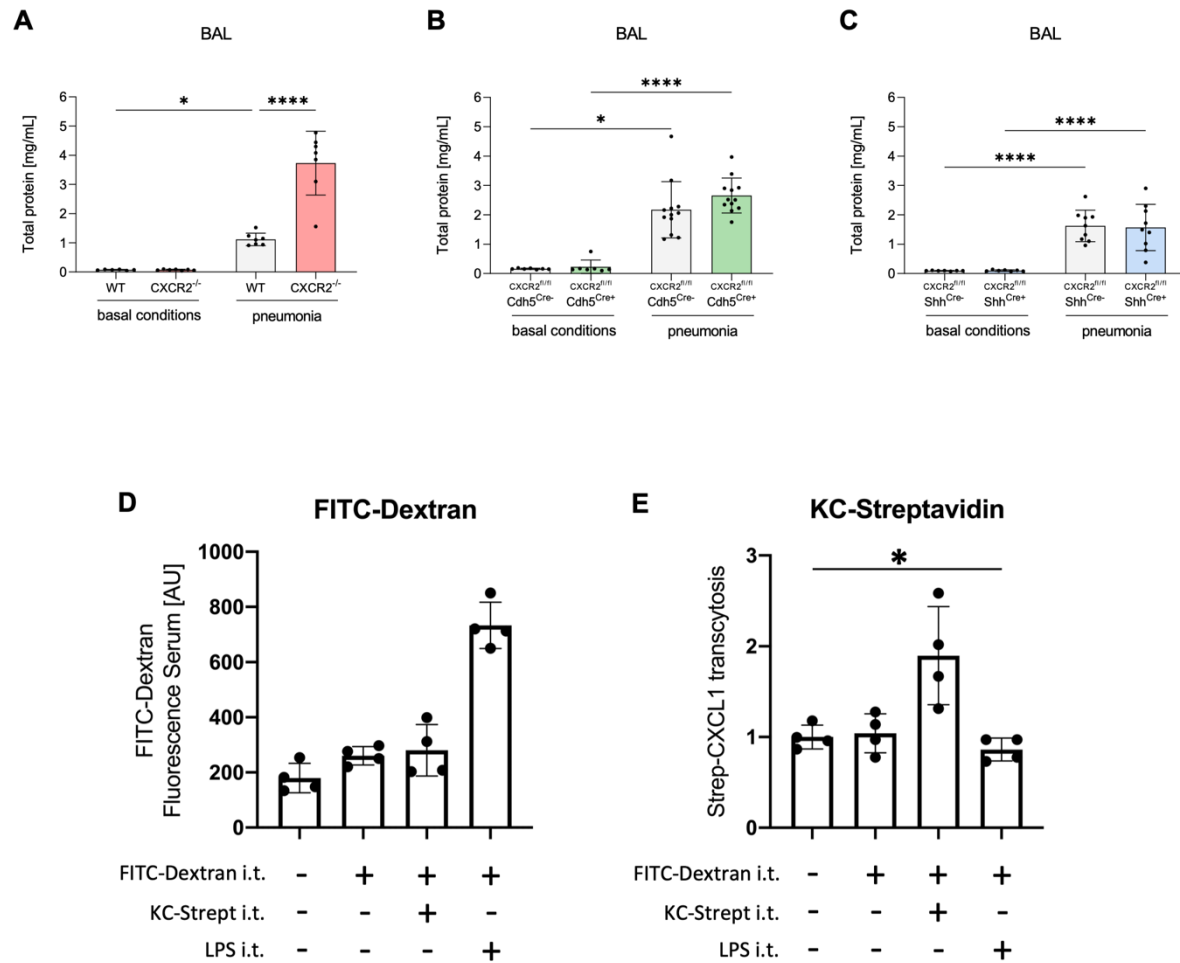 A
BAL
Total protein [mg/mL]
6
5
4
3
2
1
0
*
****
WT
CXCR2-/-
WT
CXCR2-/-
basal conditions
pneumonia
B
BAL
Total protein [mg/mL]
6
5
4
3
2
1
0
****
*
CXCR2fl/fl
Cdh5Cre-
CXCR2fl/fl
Cdh5Cre+
CXCR2fl/fl
Cdh5Cre-
CXCR2fl/fl
Cdh5Cre+
basal conditions
pneumonia
C
BAL
Total protein [mg/mL]
6
5
4
3
2
1
0
****
****
CXCR2fl/fl
ShhCre-
CXCR2fl/fl
ShhCre+
CXCR2fl/fl
ShhCre-
CXCR2fl/fl
ShhCre+
basal conditions
pneumonia
D
FITC-Dextran
FITC-Dextran
Fluorescence Serum [AU]
1000
800
600
400
200
0
FITC-Dextran i.t. - + + +
KC-Strept i.t. - - + -
LPS i.t. - - - +
E
KC-Streptavidin
Strep-CXCL1 transcytosis
3
2
1
0
*
FITC-Dextran i.t. - + + +
KC-Strept i.t. - - + -
LPS i.t. - - - +